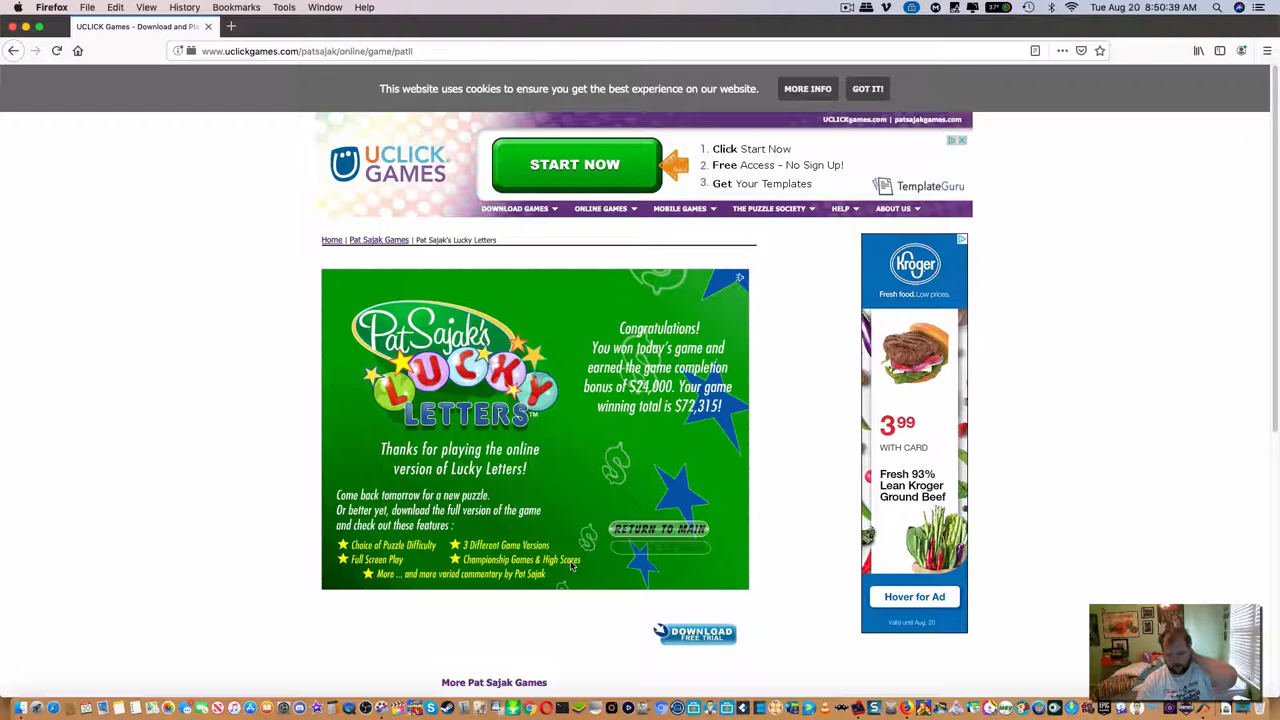 Firefox File Edit View History Bookmarks Tools Window Help
37° Tue Aug 20 8:50:39 AM
UCLICK Games - Download and Pla
www.uclickgames.com/patsajak/online/game/patll
This website uses cookies to ensure you get the best experience on our website. MORE INFO GOT IT!
UCLICKgames.com | patsajakgames.com
UCLICK GAMES
START NOW
1. Click Start Now
2. Free Access - No Sign Up!
3. Get Your Templates
TemplateGuru
DOWNLOAD GAMES ONLINE GAMES MOBILE GAMES THE PUZZLE SOCIETY HELP ABOUT US
Home | Pat Sajak Games | Pat Sajak's Lucky Letters
Pat Sajak's
LUCKY
LETTERS™
Congratulations!
You won today's game and
earned the game completion
bonus of $24,000. Your game
winning total is $72,315!
Thanks for playing the online
version of Lucky Letters!
Come back tomorrow for a new puzzle.
Or better yet, download the full version of the game
and check out these features :
Choice of Puzzle Difficulty 3 Different Game Versions
Full Screen Play Championship Games & High Scores
More ... and more varied commentary by Pat Sajak
RETURN TO MAIN
DOWNLOAD
FREE TRIAL
More Pat Sajak Games
Kroger
Fresh food. Low prices.
3.99
WITH CARD
Fresh 93%
Lean Kroger
Ground Beef
Hover for Ad
Valid until Aug. 20